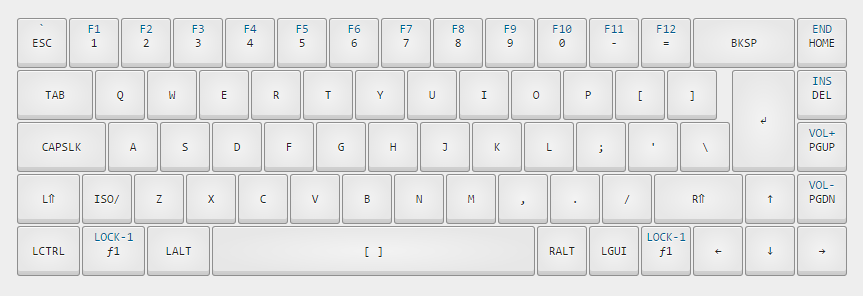 ` F1 F2 F3 F4 F5 F6 F7 F8 F9 F10 F11 F12 END
ESC 1 2 3 4 5 6 7 8 9 0 - = BKSP HOME
INS
TAB Q W E R T Y U I O P [ ] ↲ DEL
VOL+
CAPSLK A S D F G H J K L ; ' \ PGUP
VOL-
L⇑ ISO/ Z X C V B N M , . / R⇑ ↑ PGDN
LOCK-1 LOCK-1
LCTRL ƒ1 LALT [ ] RALT LGUI ƒ1 ← ↓ →